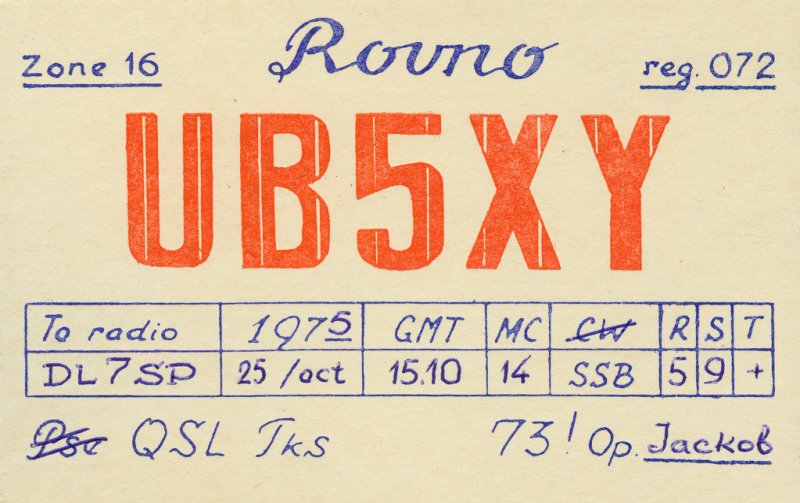 Zone 16 Rovno reg. 072
UB5XY
To radio 1975 GMT MC CW R S T
DL7SP 25/oct 15.10 14 SSB 5 9 +
Pse QSL Tks 73! Op. Jackob